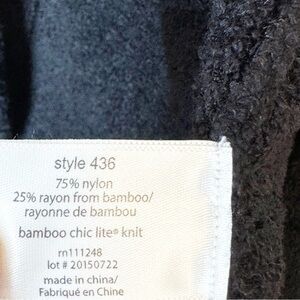 style 436
75% nylon
25% rayon from bamboo/
rayonne de bambou
bamboo chic lite® knit
rn111248
lot # 20150722
made in china/
Fabriqué en Chine